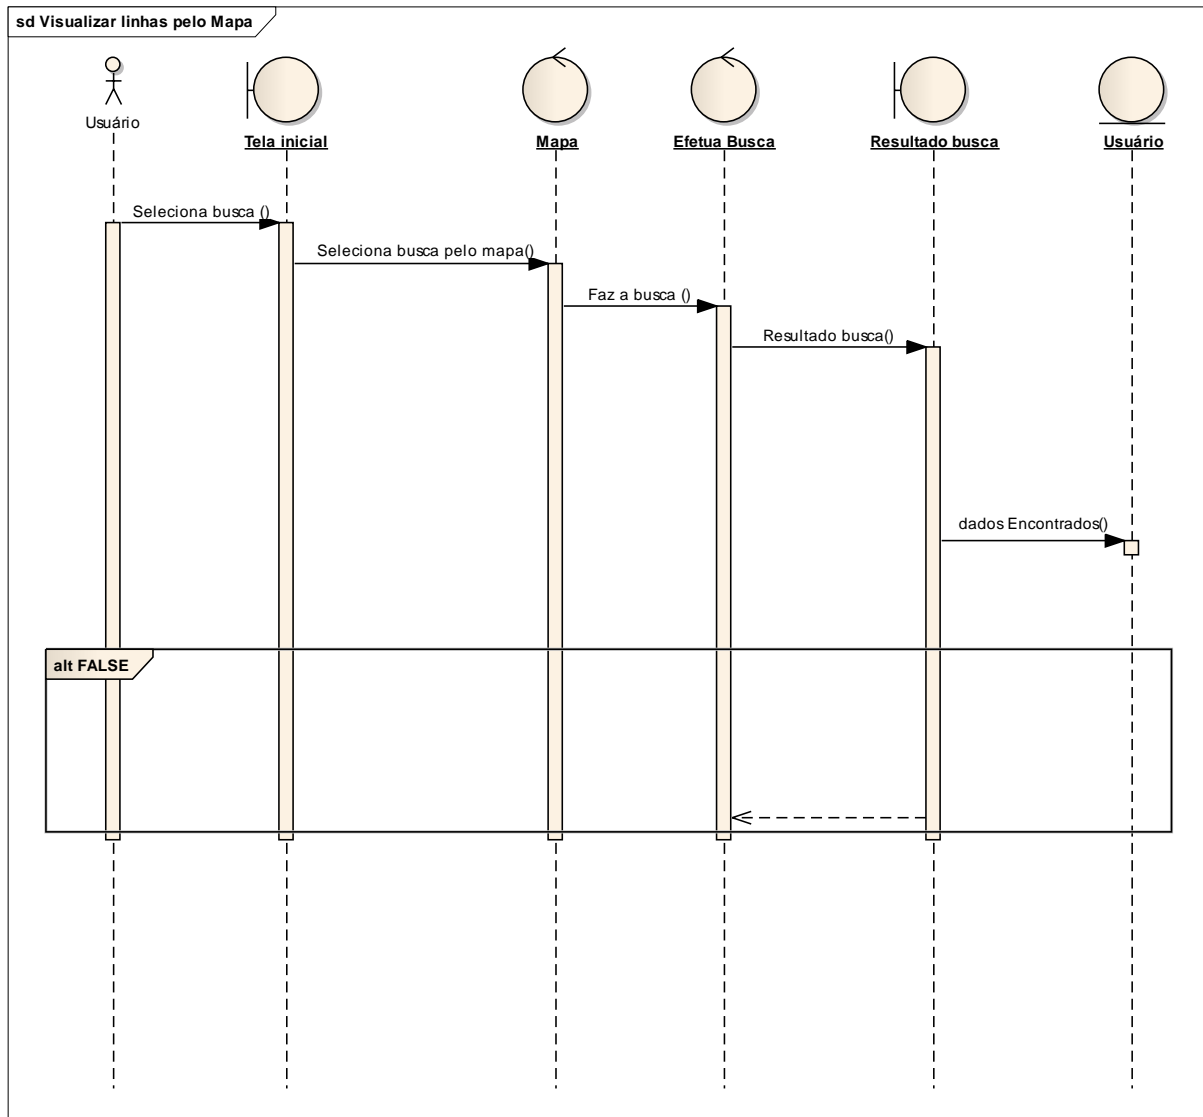 sd Visualizar linhas pelo Mapa
Usuário
Tela inicial
Mapa
Efetua Busca
Resultado busca
Usuário
Seleciona busca ()
Seleciona busca pelo mapa()
Faz a busca ()
Resultado busca()
dados Encontrados()
alt FALSE